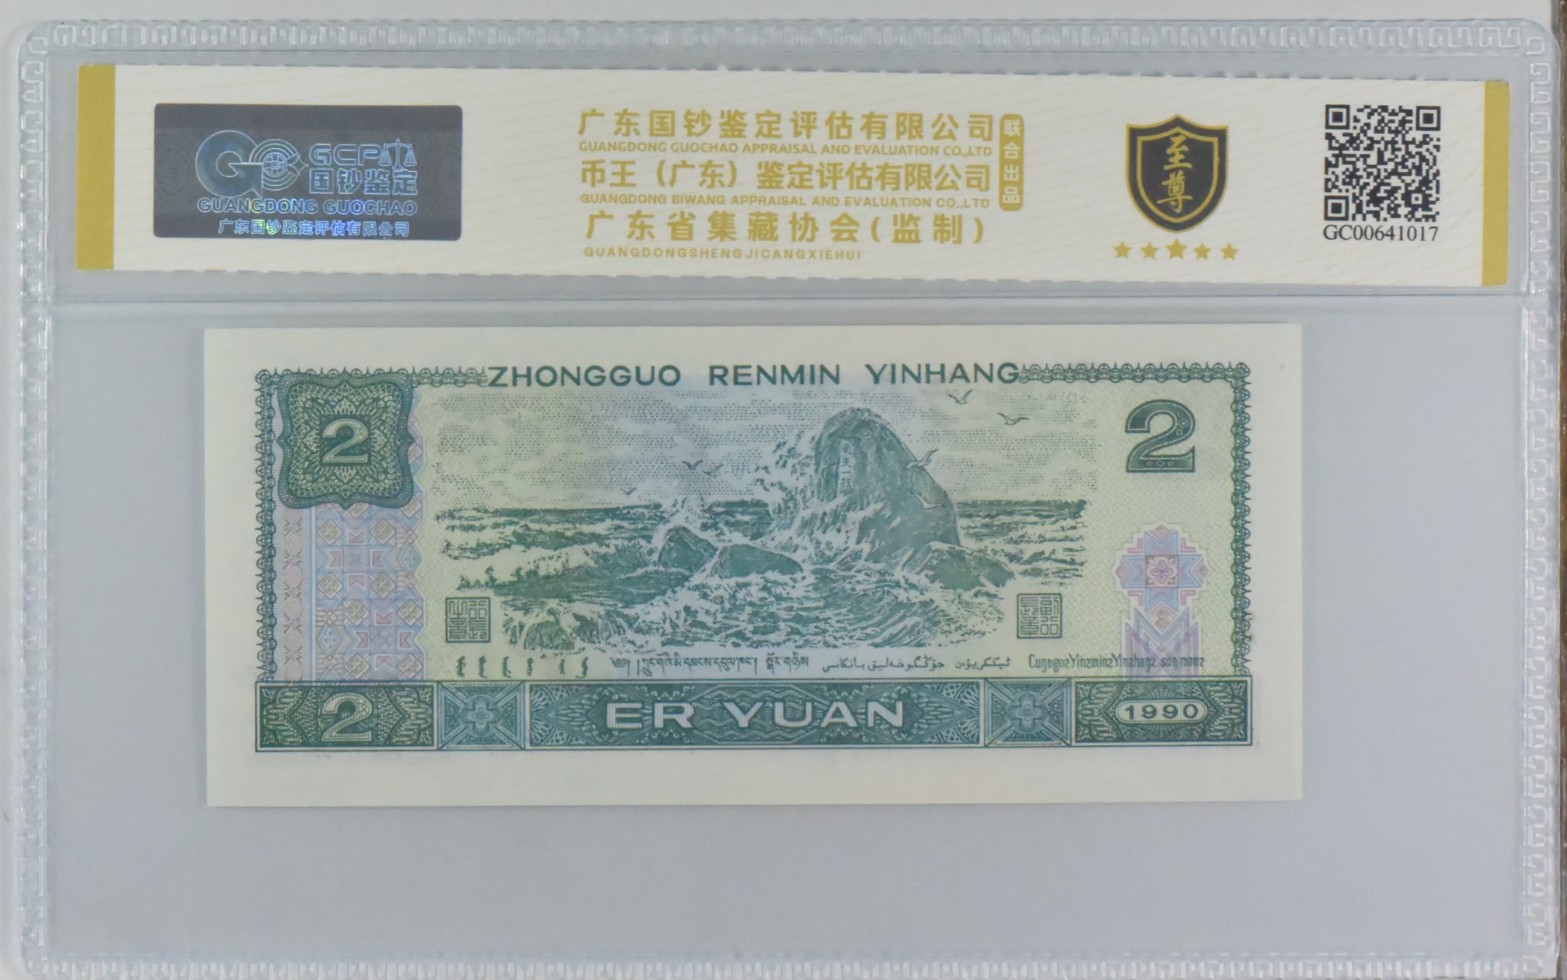 GCP
国钞鉴定
GUANGDONG GUOCHAO
广东国钞鉴定评估有限公司
广东国钞鉴定评估有限公司
GUANGDONG GUOCHAO APPRAISAL AND EVALUATION CO.,LTD
币王（广东）鉴定评估有限公司
GUANGDONG BIWANG APPRAISAL AND EVALUATION CO.,LTD
联合出品
广东省集藏协会(监制)
GUANGDONGSHENGJICANGXIEHUI
至尊
GC00641017
ZHONGGUO RENMIN YINHANG
2
2
Cunggoz Yinzminz Yinzhangz
2
ER YUAN
1990